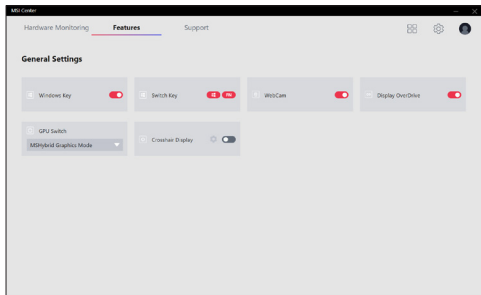 MSI Center
Hardware Monitoring
Features
Support
General Settings
Windows Key
Switch Key
WebCam
Display OverDrive
GPU Switch
MSHybrid Graphics Mode
Crosshair Display